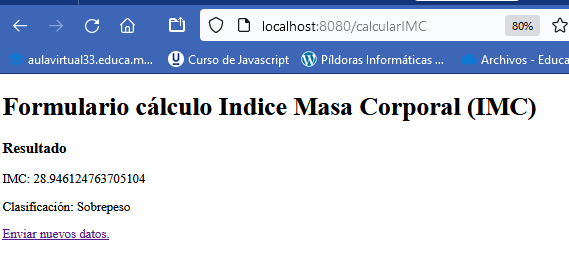 localhost:8080/calcularIMC 80%
aulavirtual33.educa.m... Curso de Javascript Píldoras Informáticas ... Archivos - Educa
Formulario cálculo Indice Masa Corporal (IMC)
Resultado
IMC: 28.946124763705104
Clasificación: Sobrepeso
Enviar nuevos datos.